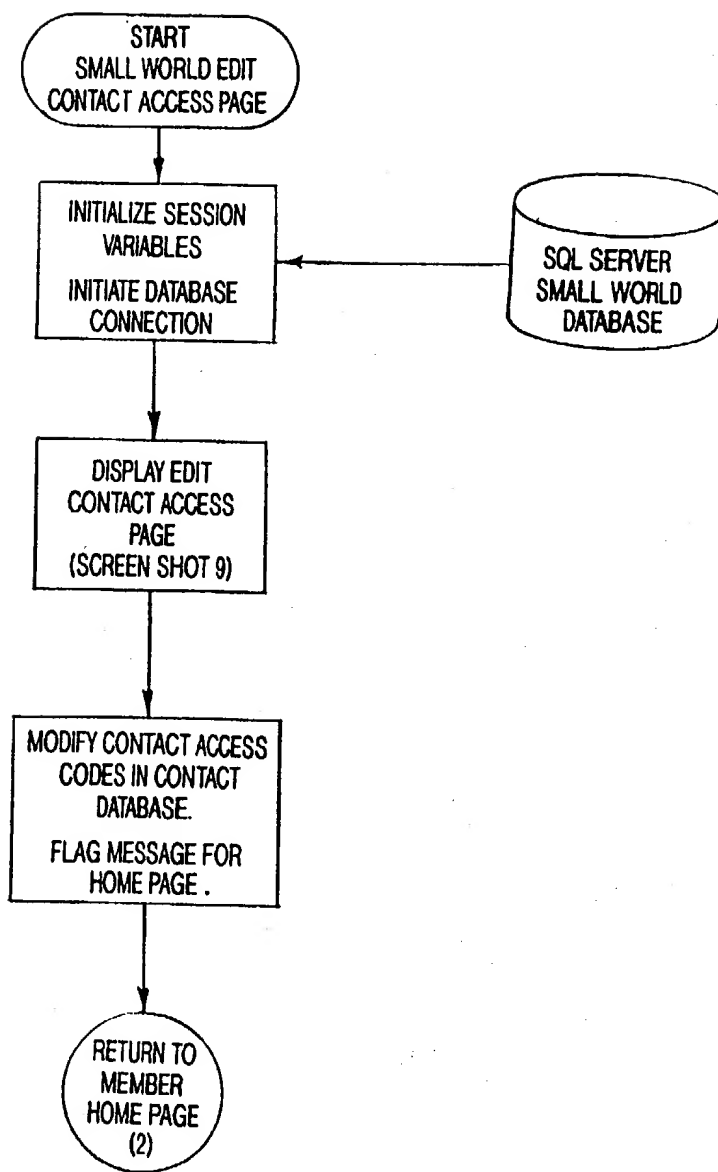 START
SMALL WORLD EDIT
CONTACT ACCESS PAGE
INITIALIZE SESSION
VARIABLES
INITIATE DATABASE
CONNECTION
SQL SERVER
SMALL WORLD
DATABASE
DISPLAY EDIT
CONTACT ACCESS
PAGE
(SCREEN SHOT 9)
MODIFY CONTACT ACCESS
CODES IN CONTACT
DATABASE.
FLAG MESSAGE FOR
HOME PAGE .
RETURN TO
MEMBER
HOME PAGE
(2)